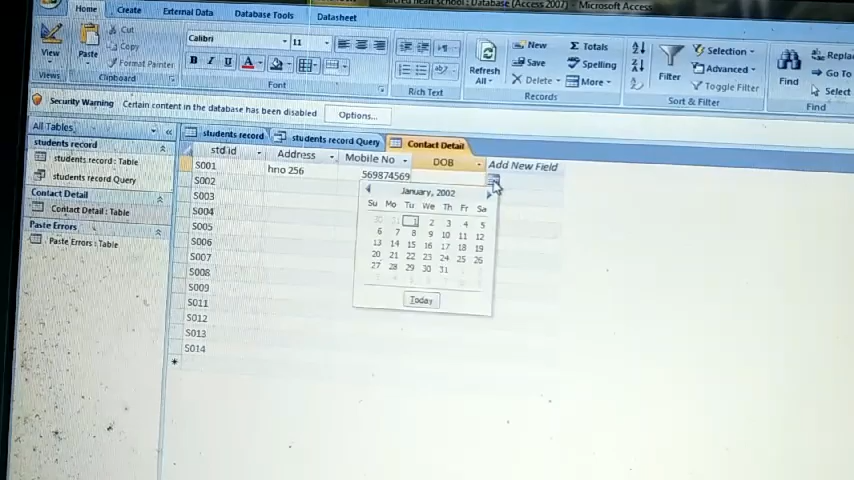 : Database (Access 2007) - Microsoft Access
Home Create External Data Database Tools Datasheet
View
Views
Paste
Cut
Copy
Format Painter
Clipboard
Calibri 11
B I U A
Font
Rich Text
Refresh All
New
Save
Delete
Totals
Spelling
More
Records
Filter
Selection
Advanced
Toggle Filter
Sort & Filter
Find
Go To
Select
Find
Security Warning Certain content in the database has been disabled Options...
All Tables
students record
students record : Table
students record Query
Contact Detail
Contact Detail : Table
Paste Errors
Paste Errors : Table
students record students record Query Contact Detail
std id Address Mobile No DOB Add New Field
S001 hno 256 569874569
S002
S003
S004
S005
S006
S007
S008
S009
S011
S012
S013
S014
January, 2002
Su Mo Tu We Th Fr Sa
30 31 1 2 3 4 5
6 7 8 9 10 11 12
13 14 15 16 17 18 19
20 21 22 23 24 25 26
27 28 29 30 31
Today